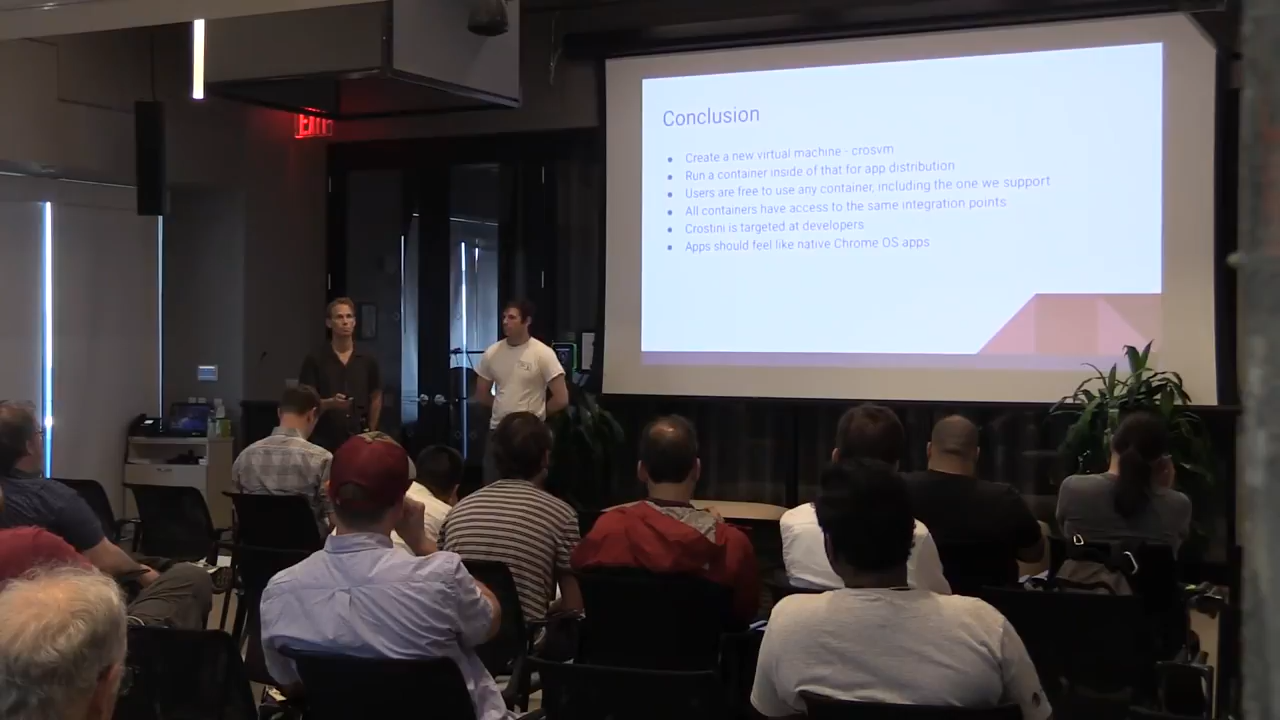 EXIT
Conclusion
● Create a new virtual machine - crosvm
● Run a container inside of that for app distribution
● Users are free to use any container, including the one we support
● All containers have access to the same integration points
● Crostini is targeted at developers
● Apps should feel like native Chrome OS apps